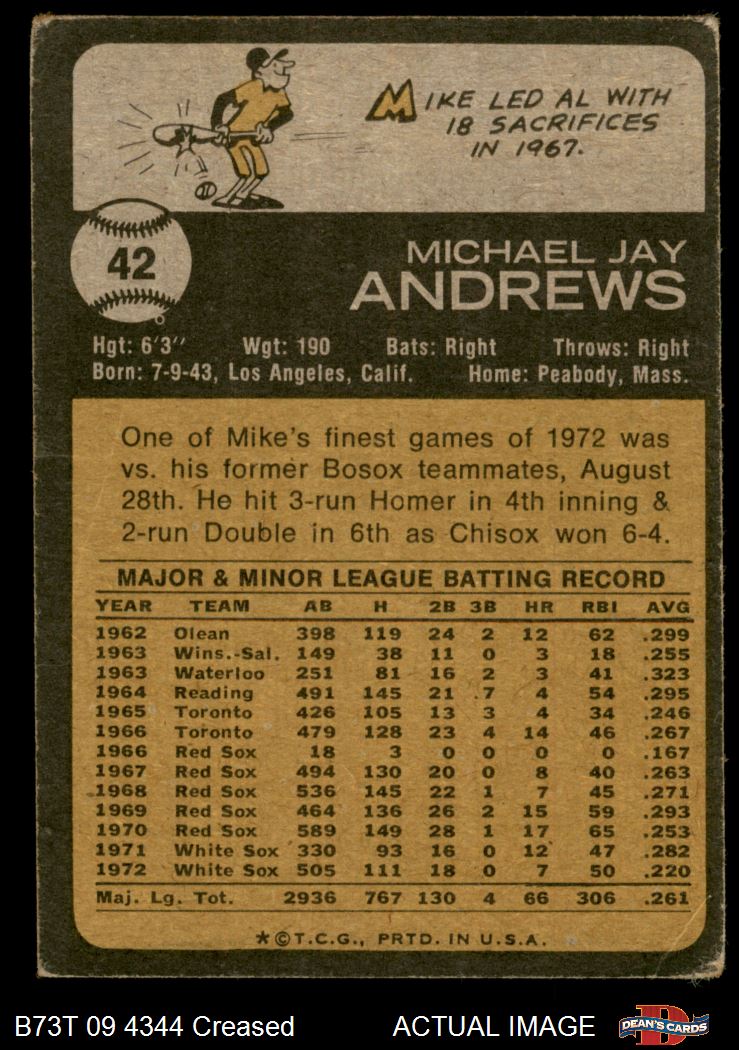 MIKE LED AL WITH
18 SACRIFICES
IN 1967.
42
MICHAEL JAY
ANDREWS
Hgt: 6'3" Wgt: 190 Bats: Right Throws: Right
Born: 7-9-43, Los Angeles, Calif. Home: Peabody, Mass.
One of Mike's finest games of 1972 was
vs. his former Bosox teammates, August
28th. He hit 3-run Homer in 4th inning &
2-run Double in 6th as Chisox won 6-4.
MAJOR & MINOR LEAGUE BATTING RECORD
YEAR TEAM AB H 2B 3B HR RBI AVG
1962 Olean 398 119 24 2 12 62 .299
1963 Wins.-Sal. 149 38 11 0 3 18 .255
1963 Waterloo 251 81 16 2 3 41 .323
1964 Reading 491 145 21 7 4 54 .295
1965 Toronto 426 105 13 3 4 34 .246
1966 Toronto 479 128 23 4 14 46 .267
1966 Red Sox 18 3 0 0 0 0 .167
1967 Red Sox 494 130 20 0 8 40 .263
1968 Red Sox 536 145 22 1 7 45 .271
1969 Red Sox 464 136 26 2 15 59 .293
1970 Red Sox 589 149 28 1 17 65 .253
1971 White Sox 330 93 16 0 12 47 .282
1972 White Sox 505 111 18 0 7 50 .220
Maj. Lg. Tot. 2936 767 130 4 66 306 .261
*©T.C.G., PRTD. IN U.S.A.
B73T 09 4344 Creased ACTUAL IMAGE
D
DEAN'S CARDS